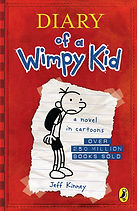 DIARY
of a
Wimpy Kid
a novel
in cartoons
OVER
250 MILLION
BOOKS SOLD
Jeff Kinney